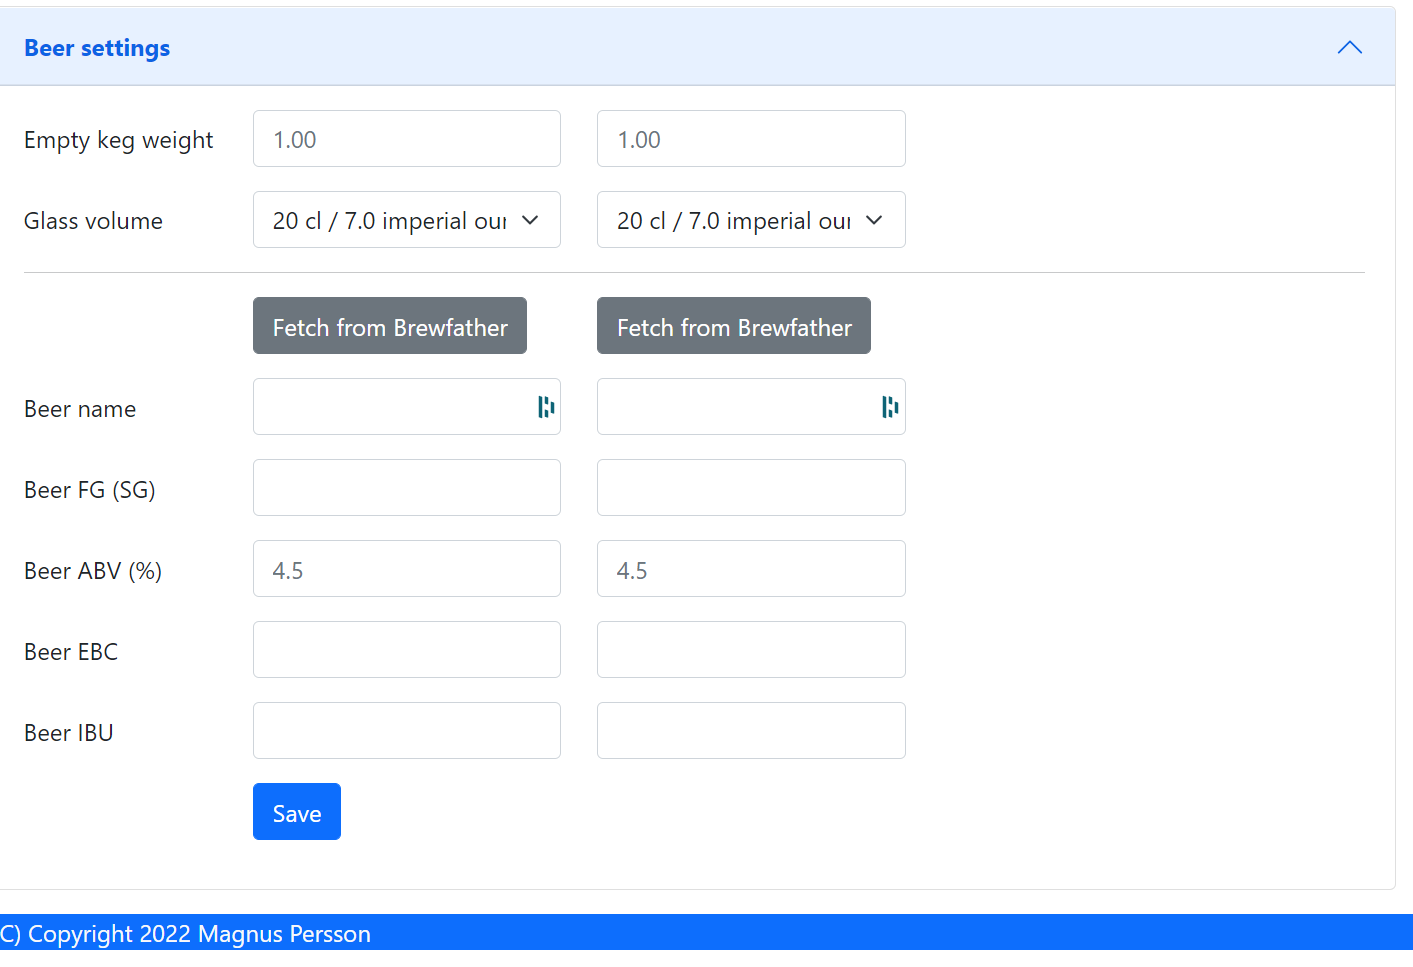 Beer settings
Empty keg weight 1.00 1.00
Glass volume 20 cl / 7.0 imperial 20 cl / 7.0 imperial
Fetch from Brewfather Fetch from Brewfather
Beer name
Beer FG (SG)
Beer ABV (%) 4.5 4.5
Beer EBC
Beer IBU
Save
C) Copyright 2022 Magnus Persson